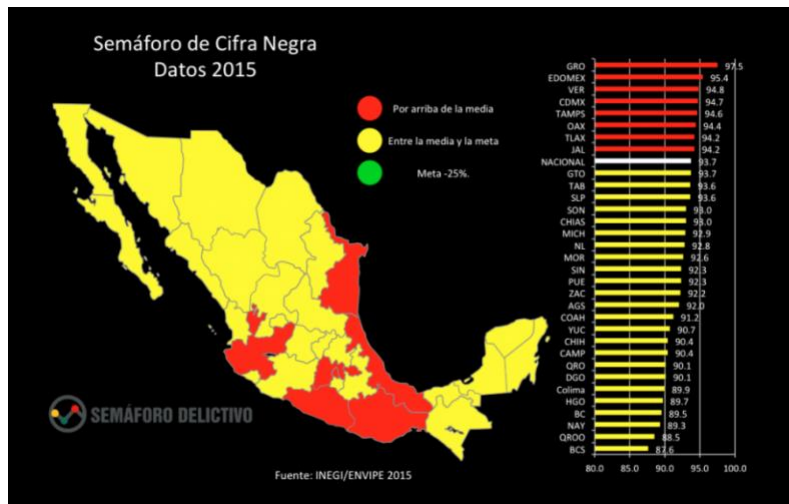 Semáforo de Cifra Negra
Datos 2015
Por arriba de la media
Entre la media y la meta
Meta -25%.
GRO 97.5
EDOMEX 95.4
VER 94.8
CDMX 94.7
TAMPS 94.6
OAX 94.4
TLAX 94.2
JAL 94.2
NACIONAL 93.7
GTO 93.7
TAB 93.6
SLP 93.6
SON 93.0
CHIAS 93.0
MICH 92.9
NL 92.8
MOR 92.6
SIN 92.3
PUE 92.3
ZAC 92.2
AGS 92.0
COAH 91.2
YUC 90.7
CHIH 90.4
CAMP 90.4
QRO 90.1
DGO 90.1
Colima 89.9
HGO 89.7
BC 89.5
NAY 89.3
QROO 88.5
BCS 87.6
80.0 85.0 90.0 95.0 100.0
SEMÁFORO DELICTIVO
Fuente: INEGI/ENVIPE 2015